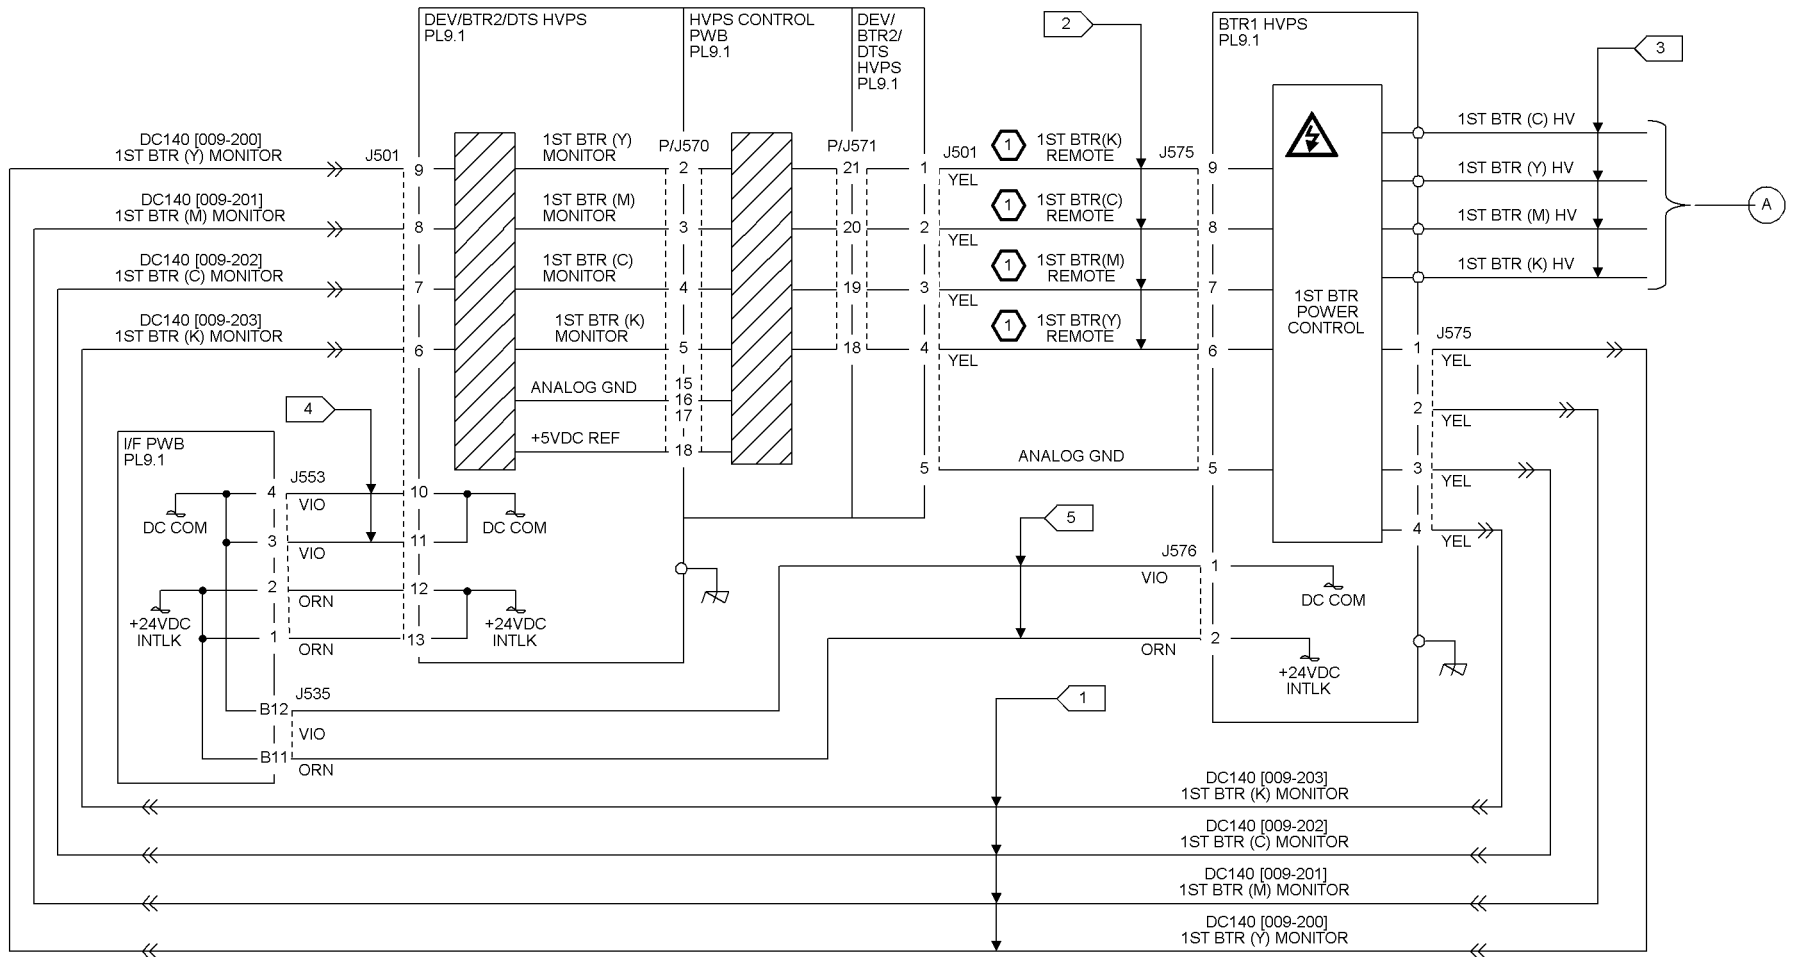 DEV/BTR2/DTS HVPS
PL9.1
HVPS CONTROL
PWB
PL9.1
DEV/
BTR2/
DTS
HVPS
PL9.1
2
BTR1 HVPS
PL9.1
3
DC140 [009-200]
1ST BTR (Y) MONITOR
J501
9
1ST BTR (Y)
MONITOR
P/J570
2
P/J571
21
1
J501
YEL
1
1ST BTR(K)
REMOTE
J575
9
1ST BTR (C) HV
1ST BTR (Y) HV
1ST BTR (M) HV
1ST BTR (K) HV
A
DC140 [009-201]
1ST BTR (M) MONITOR
8
1ST BTR (M)
MONITOR
3
20
2
YEL
1
1ST BTR(C)
REMOTE
8
DC140 [009-202]
1ST BTR (C) MONITOR
7
1ST BTR (C)
MONITOR
4
19
3
YEL
1
1ST BTR(M)
REMOTE
7
1ST BTR
POWER
CONTROL
DC140 [009-203]
1ST BTR (K) MONITOR
6
1ST BTR (K)
MONITOR
5
18
4
YEL
1
1ST BTR(Y)
REMOTE
6
J575
1
YEL
2
YEL
3
YEL
4
YEL
ANALOG GND
15
16
17
+5VDC REF
18
5
ANALOG GND
5
4
I/F PWB
PL9.1
J553
4
VIO
10
DC COM
DC COM
3
VIO
11
2
ORN
12
+24VDC
INTLK
+24VDC
INTLK
1
ORN
13
5
J576
1
VIO
DC COM
2
ORN
+24VDC
INTLK
J535
B12
VIO
B11
ORN
1
DC140 [009-203]
1ST BTR (K) MONITOR
DC140 [009-202]
1ST BTR (C) MONITOR
DC140 [009-201]
1ST BTR (M) MONITOR
DC140 [009-200]
1ST BTR (Y) MONITOR